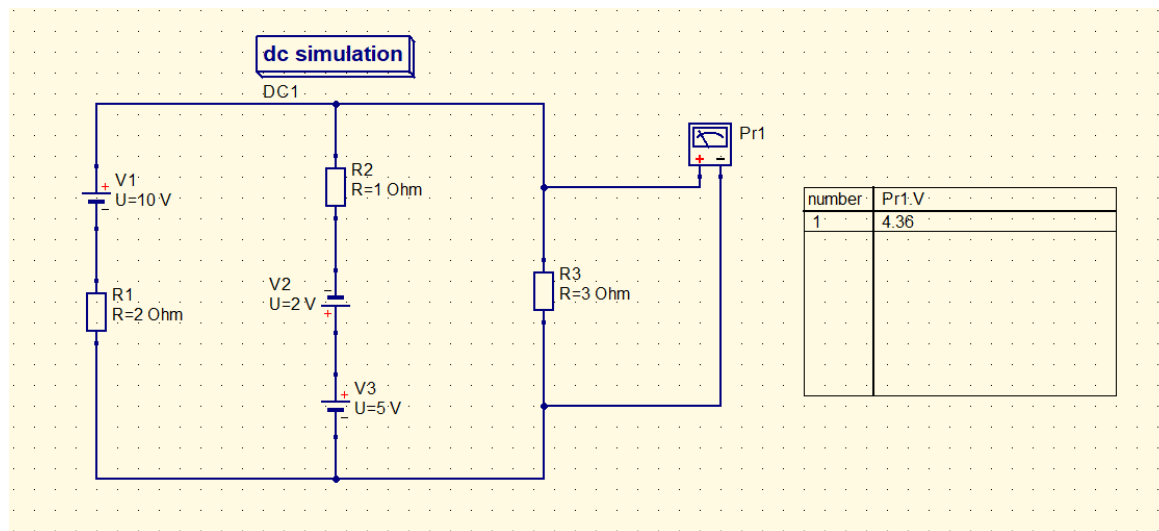 dc simulation
DC1
Pr1
+ −
V1
+
U=10 V
−
R2
R=1 Ohm
number Pr1.V
1 4.36
R1
R=2 Ohm
V2
U=2 V
−
+
R3
R=3 Ohm
V3
+
U=5 V
−